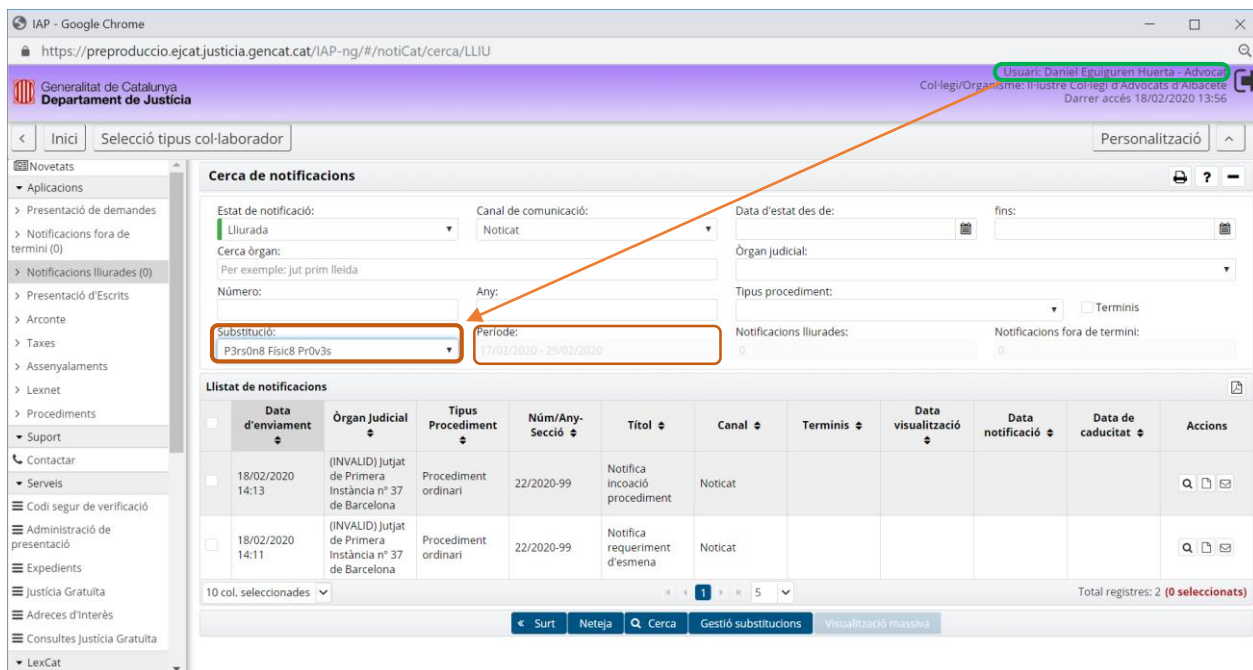 IAP - Google Chrome
https://preproduccio.ejcat.justicia.gencat.cat/IAP-ng/#/notiCat/cerca/LLIU
Generalitat de Catalunya
Departament de Justícia
Usuari: Daniel Eguiguren Huerta - Advocat
Col·legi/Organisme: Il·lustre Col·legi d'Advocats d'Albacete
Darrer accés 18/02/2020 13:56
< Inici Selecció tipus col·laborador Personalització
Novetats
Aplicacions
> Presentació de demandes
> Notificacions fora de
termini (0)
> Notificacions lliurades (0)
> Presentació d'Escrits
> Arconte
> Taxes
> Assenyalaments
> Lexnet
> Procediments
Suport
Contactar
Serveis
Codi segur de verificació
Administració de
presentació
Expedients
Justícia Gratuïta
Adreces d'Interès
Consultes Justícia Gratuïta
LexCat
Cerca de notificacions
Estat de notificació: Canal de comunicació: Data d'estat des de: fins:
Lliurada Noticat
Cerca òrgan: Òrgan judicial:
Per exemple: jut prim lleida
Número: Any: Tipus procediment:
Terminis
Substitució: Període: Notificacions lliurades: Notificacions fora de termini:
P3rs0n8 Físic8 Pr0v3s 17/02/2020 - 29/02/2020 0 0
Llistat de notificacions
Data d'enviament Òrgan Judicial Tipus Procediment Núm/Any-Secció Títol Canal Terminis Data visualització Data notificació Data de caducitat Accions
18/02/2020 14:13 (INVALID) Jutjat de Primera Instància nº 37 de Barcelona Procediment ordinari 22/2020-99 Notifica incoació procediment Noticat
18/02/2020 14:11 (INVALID) Jutjat de Primera Instància nº 37 de Barcelona Procediment ordinari 22/2020-99 Notifica requeriment d'esmena Noticat
10 col. seleccionades 1 5 Total registres: 2 (0 seleccionats)
« Surt Neteja Cerca Gestió substitucions Visualització massiva